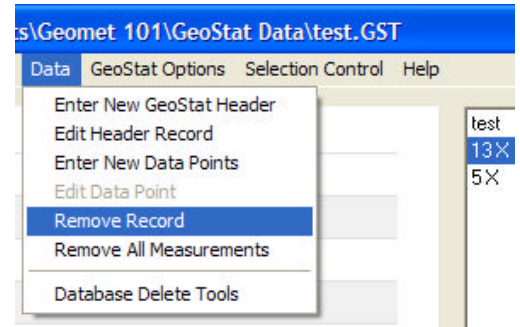 ts\Geomet 101\GeoStat Data\test.GST
Data GeoStat Options Selection Control Help
Enter New GeoStat Header
Edit Header Record
Enter New Data Points
Edit Data Point
Remove Record
Remove All Measurements
Database Delete Tools
test
13X
5X